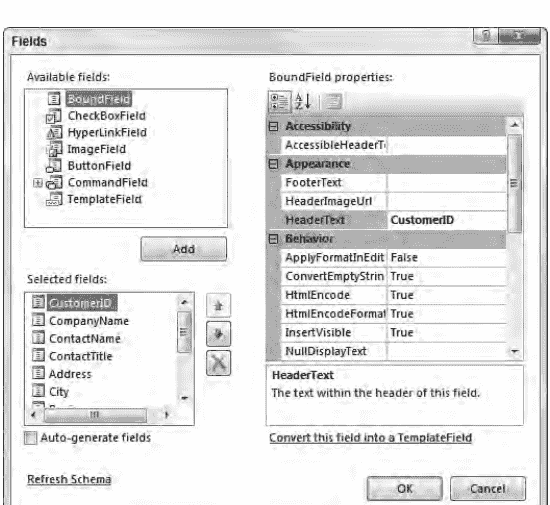 Fields
Available fields:
BoundField
CheckBoxField
HyperLinkField
ImageField
ButtonField
CommandField
TemplateField
Add
Selected fields:
CustomerID
CompanyName
ContactName
ContactTitle
Address
City
Auto-generate fields
Refresh Schema
BoundField properties:
Accessibility
AccessibleHeaderT
Appearance
FooterText
HeaderImageUrl
HeaderText CustomerID
Behavior
ApplyFormatInEdit False
ConvertEmptyStrin True
HtmlEncode True
HtmlEncodeFormat True
InsertVisible True
NullDisplayText
HeaderText
The text within the header of this field.
Convert this field into a TemplateField
OK Cancel